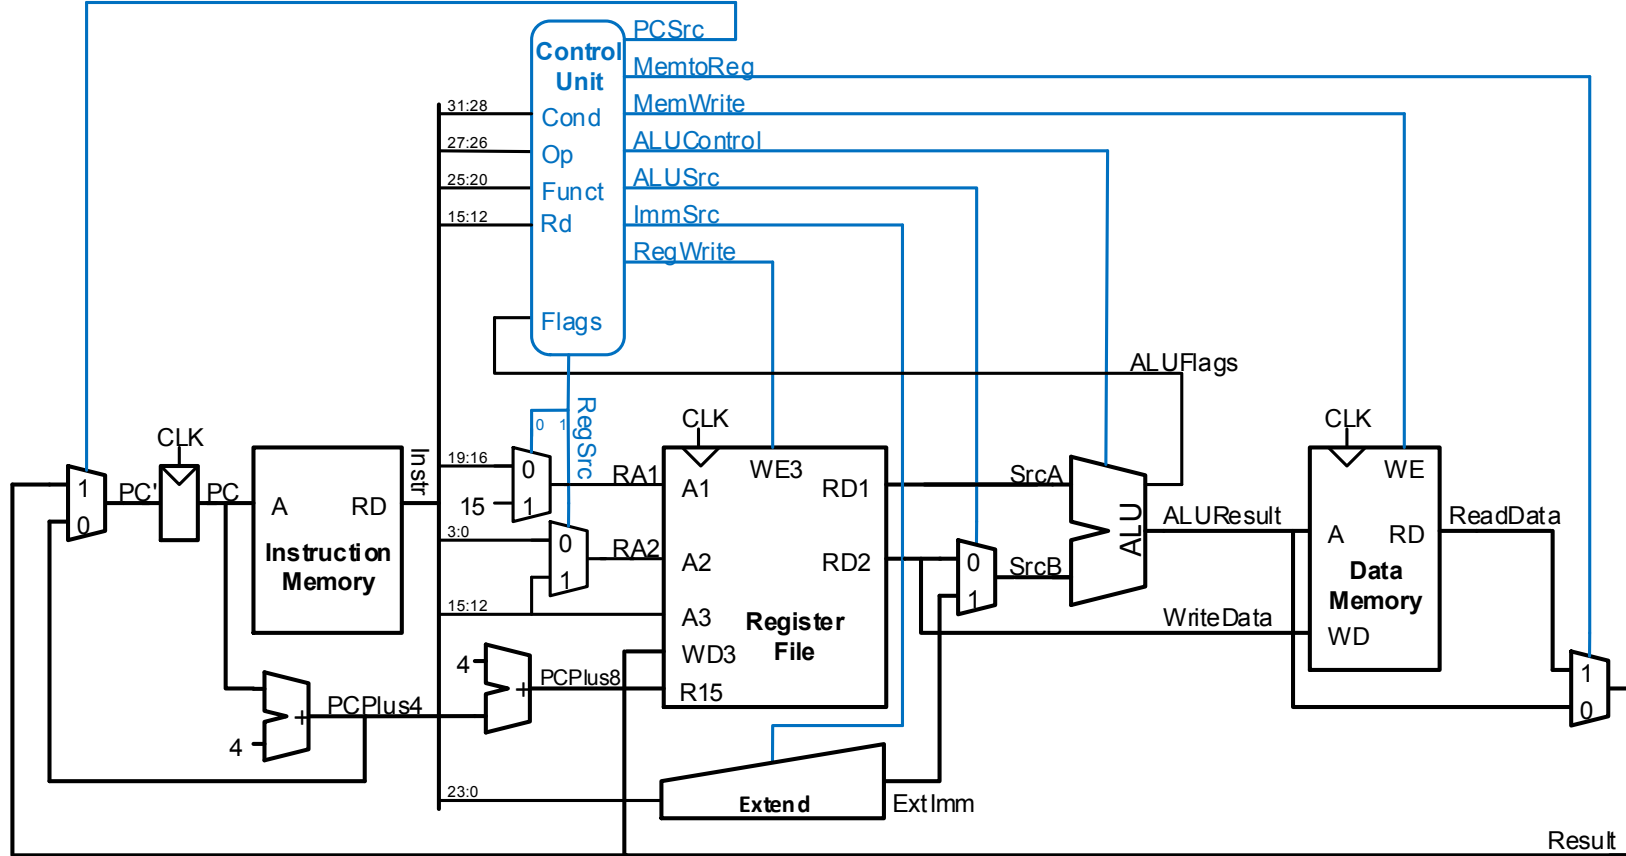 PCSrc
Control
Unit
MemtoReg
31:28
Cond
MemWrite
27:26
Op
ALUControl
25:20
Funct
ALUSrc
15:12
Rd
ImmSrc
RegWrite
Flags
ALUFlags
RegSrc
0 1
CLK
CLK
CLK
Instr
19:16
0
RA1
A1
WE3
RD1
SrcA
WE
1
PC'
PC
A
RD
15
1
0
Instruction
Memory
3:0
0
RA2
A2
RD2
0
SrcB
ALU
ALUResult
A
RD
ReadData
1
1
Data
Memory
15:12
A3
Register
File
WriteData
WD
4
WD3
PCPlus8
R15
+
1
0
PCPlus4
+
4
23:0
Extend
ExtImm
Result